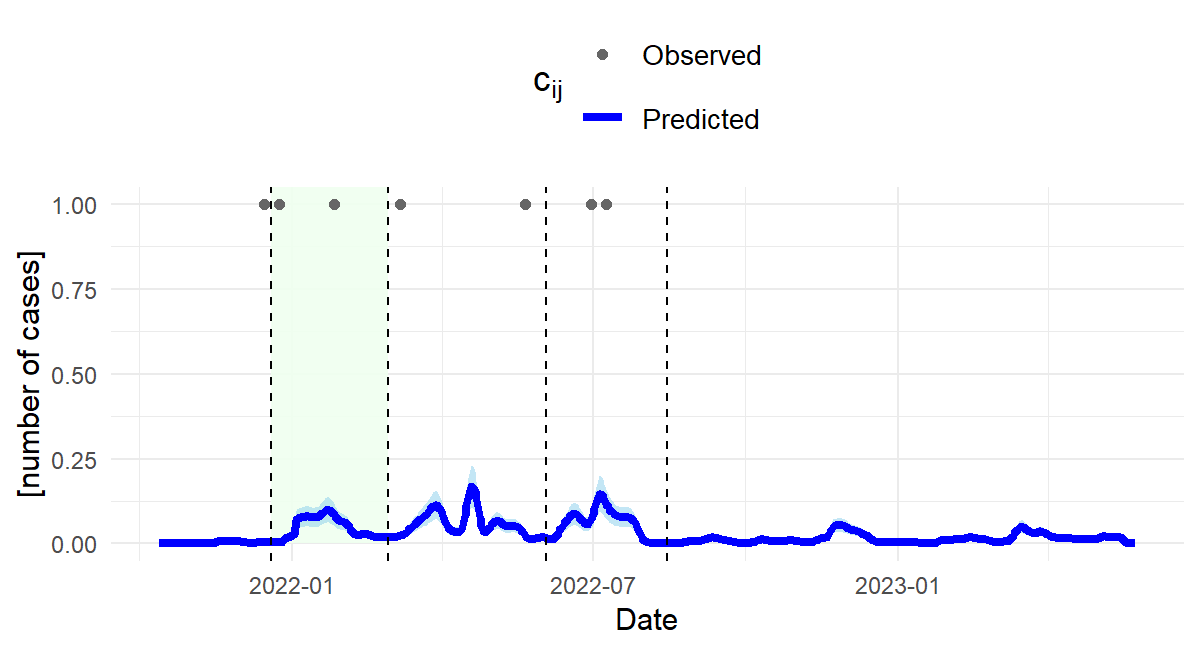 Observed
c_ij
Predicted
1.00
0.75
0.50
0.25
0.00
[number of cases]
2022-01
2022-07
2023-01
Date